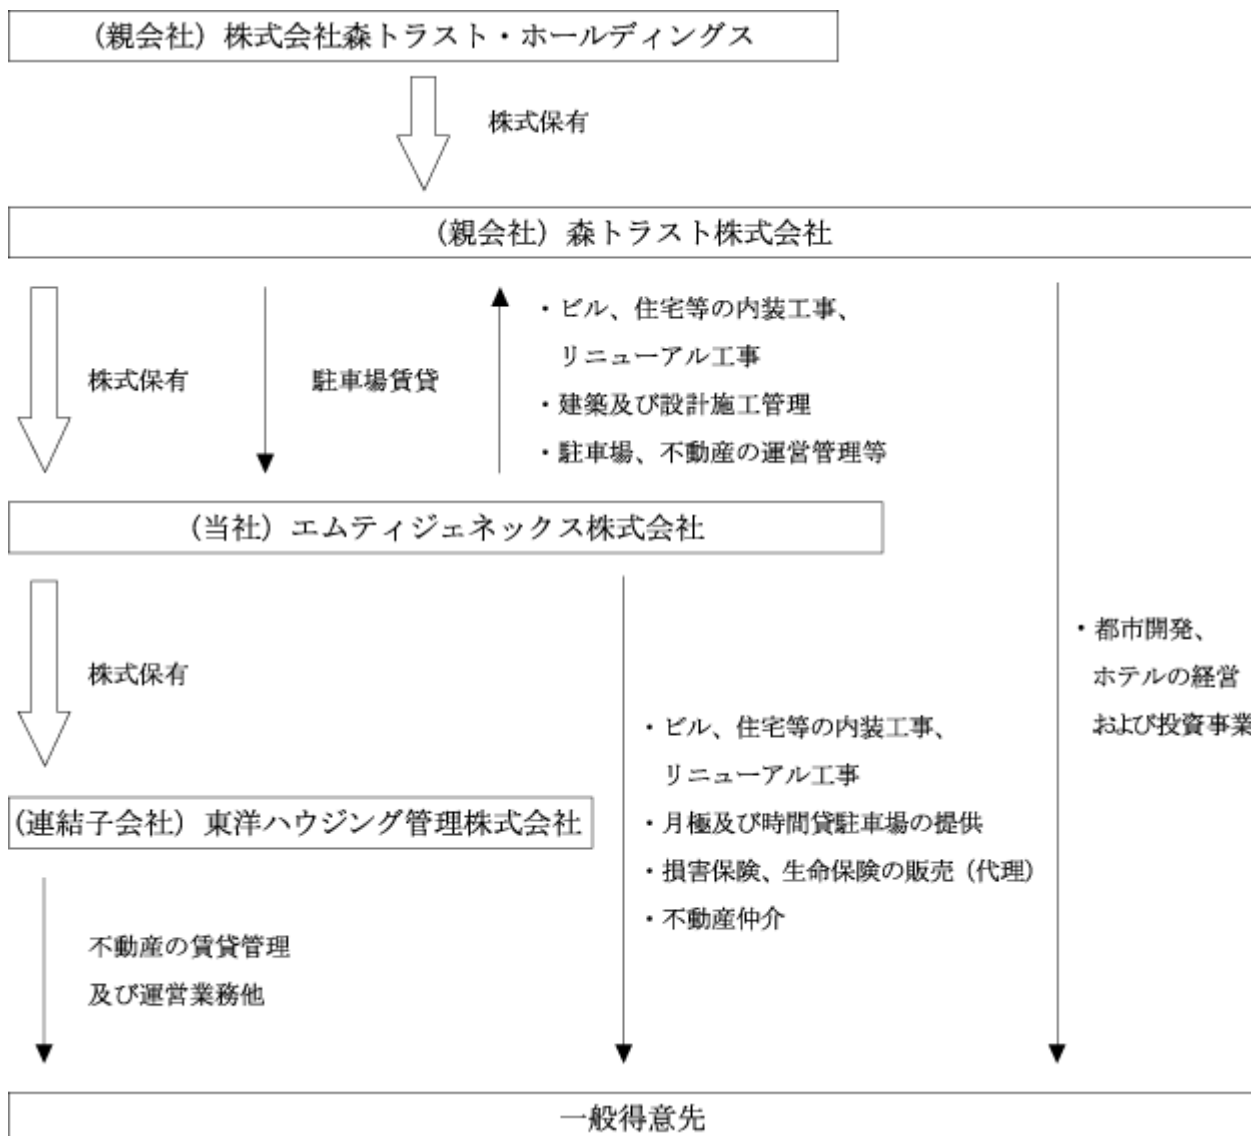 (親会社) 株式会社森トラスト・ホールディングス
株式保有
(親会社) 森トラスト株式会社
株式保有
駐車場賃貸
・ビル、住宅等の内装工事、
リニューアル工事
・建築及び設計施工管理
・駐車場、不動産の運営管理等
(当社) エムティジェネックス株式会社
株式保有
・ビル、住宅等の内装工事、
リニューアル工事
・月極及び時間貸駐車場の提供
・損害保険、生命保険の販売 (代理)
・不動産仲介
・都市開発、
ホテルの経営
および投資事業
(連結子会社) 東洋ハウジング管理株式会社
不動産の賃貸管理
及び運営業務他
一般得意先